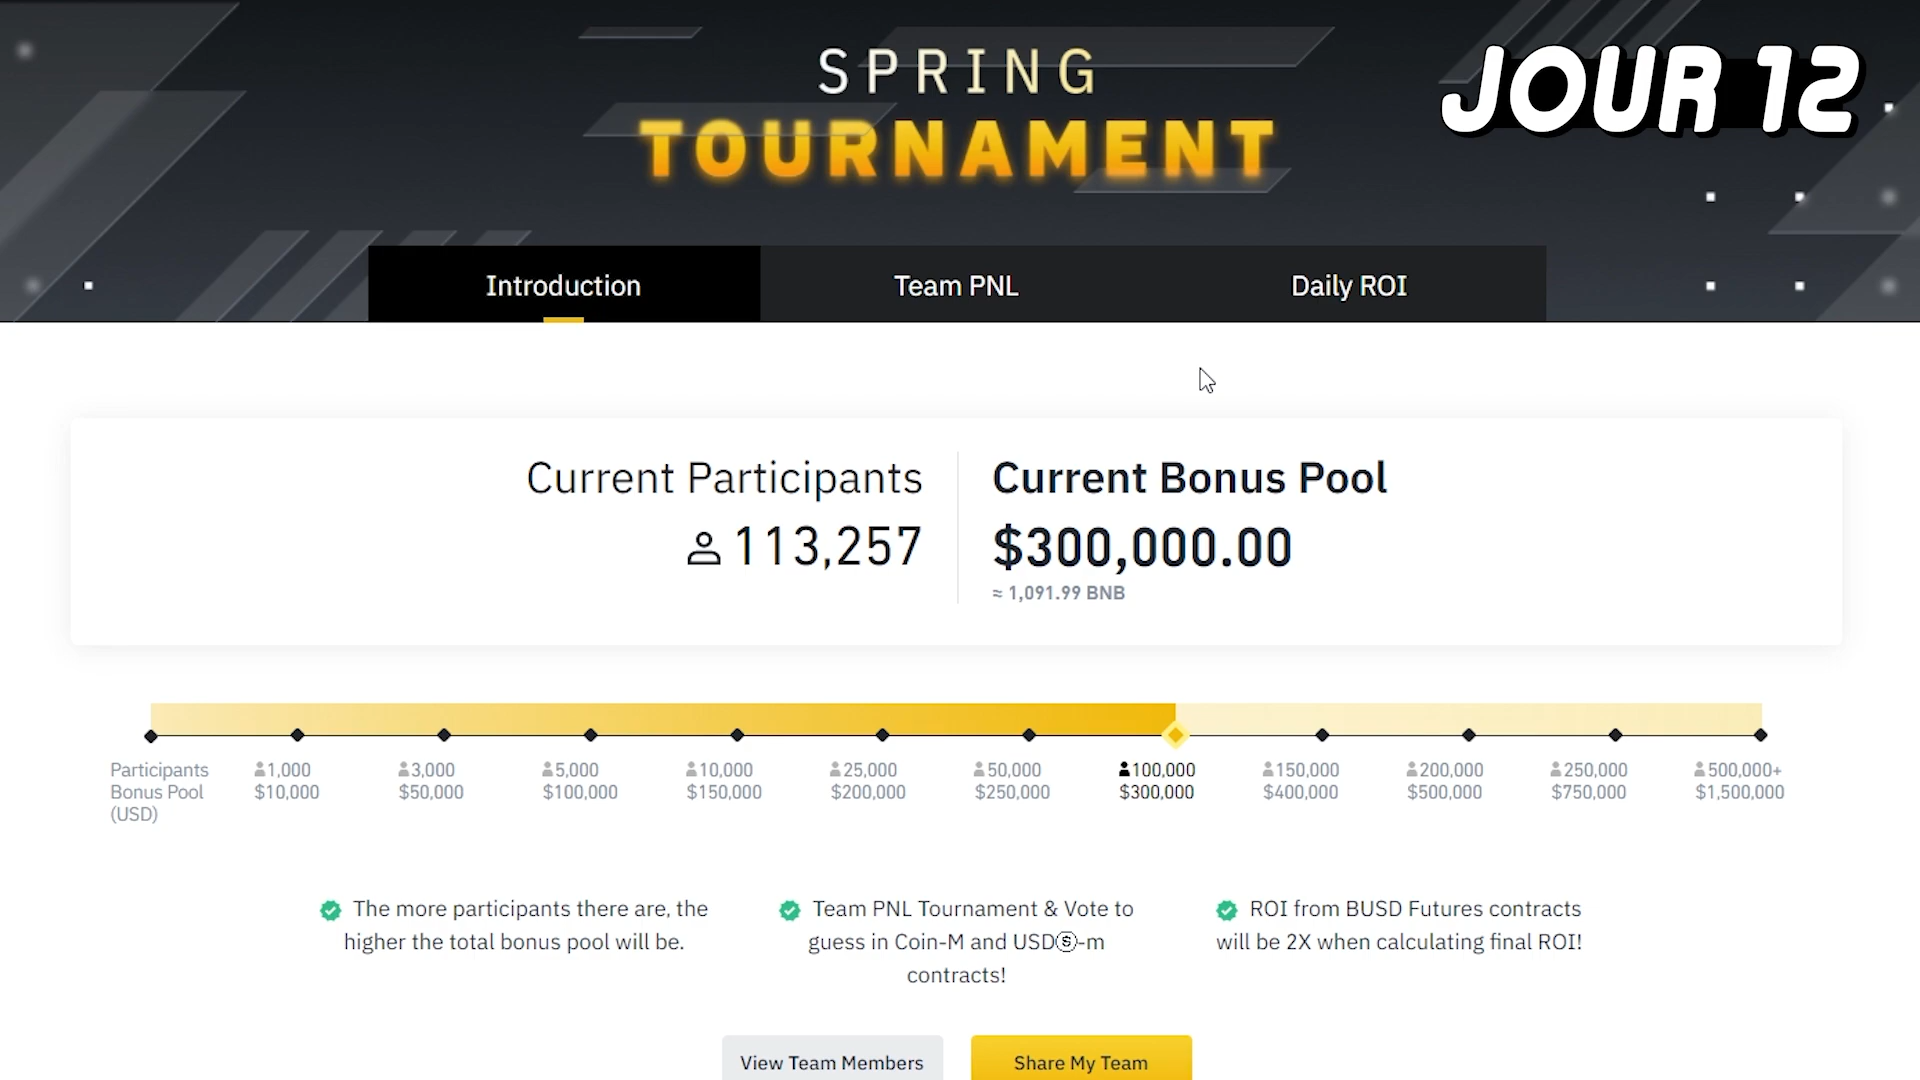 SPRING
TOURNAMENT
JOUR 12
Introduction
Team PNL
Daily ROI
Current Participants
113,257
Current Bonus Pool
$300,000.00
≈ 1,091.99 BNB
Participants
Bonus Pool
(USD)
1,000
$10,000
3,000
$50,000
5,000
$100,000
10,000
$150,000
25,000
$200,000
50,000
$250,000
100,000
$300,000
150,000
$400,000
200,000
$500,000
250,000
$750,000
500,000+
$1,500,000
The more participants there are, the
higher the total bonus pool will be.
Team PNL Tournament & Vote to
guess in Coin-M and USDⓈ-m
contracts!
ROI from BUSD Futures contracts
will be 2X when calculating final ROI!
View Team Members
Share My Team